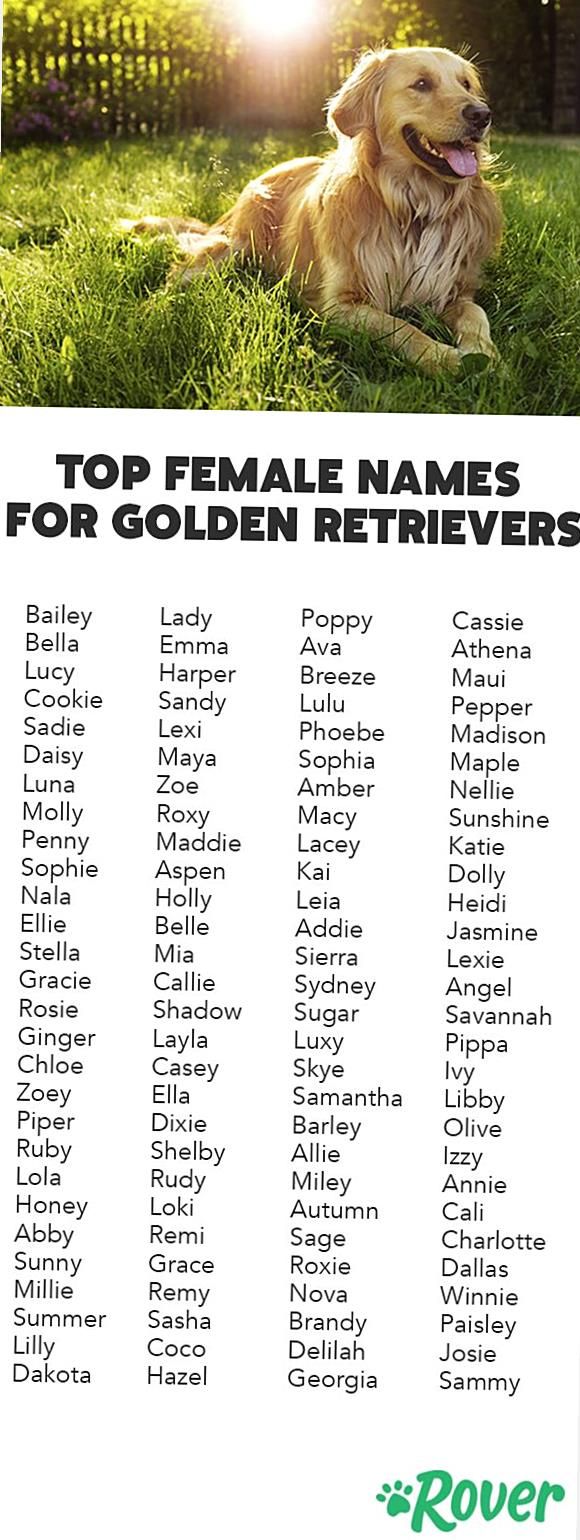 TOP FEMALE NAMES
FOR GOLDEN RETRIEVERS
Bailey
Bella
Lucy
Cookie
Sadie
Daisy
Luna
Molly
Penny
Sophie
Nala
Ellie
Stella
Gracie
Rosie
Ginger
Chloe
Zoey
Piper
Ruby
Lola
Honey
Abby
Sunny
Millie
Summer
Lilly
Dakota
Lady
Emma
Harper
Sandy
Lexi
Maya
Zoe
Roxy
Maddie
Aspen
Holly
Belle
Mia
Callie
Shadow
Layla
Casey
Ella
Dixie
Shelby
Rudy
Loki
Remi
Grace
Remy
Sasha
Coco
Hazel
Poppy
Ava
Breeze
Lulu
Phoebe
Sophia
Amber
Macy
Lacey
Kai
Leia
Addie
Sierra
Sydney
Sugar
Luxy
Skye
Samantha
Barley
Allie
Miley
Autumn
Sage
Roxie
Nova
Brandy
Delilah
Georgia
Cassie
Athena
Maui
Pepper
Madison
Maple
Nellie
Sunshine
Katie
Dolly
Heidi
Jasmine
Lexie
Angel
Savannah
Pippa
Ivy
Libby
Olive
Izzy
Annie
Cali
Charlotte
Dallas
Winnie
Paisley
Josie
Sammy
Rover